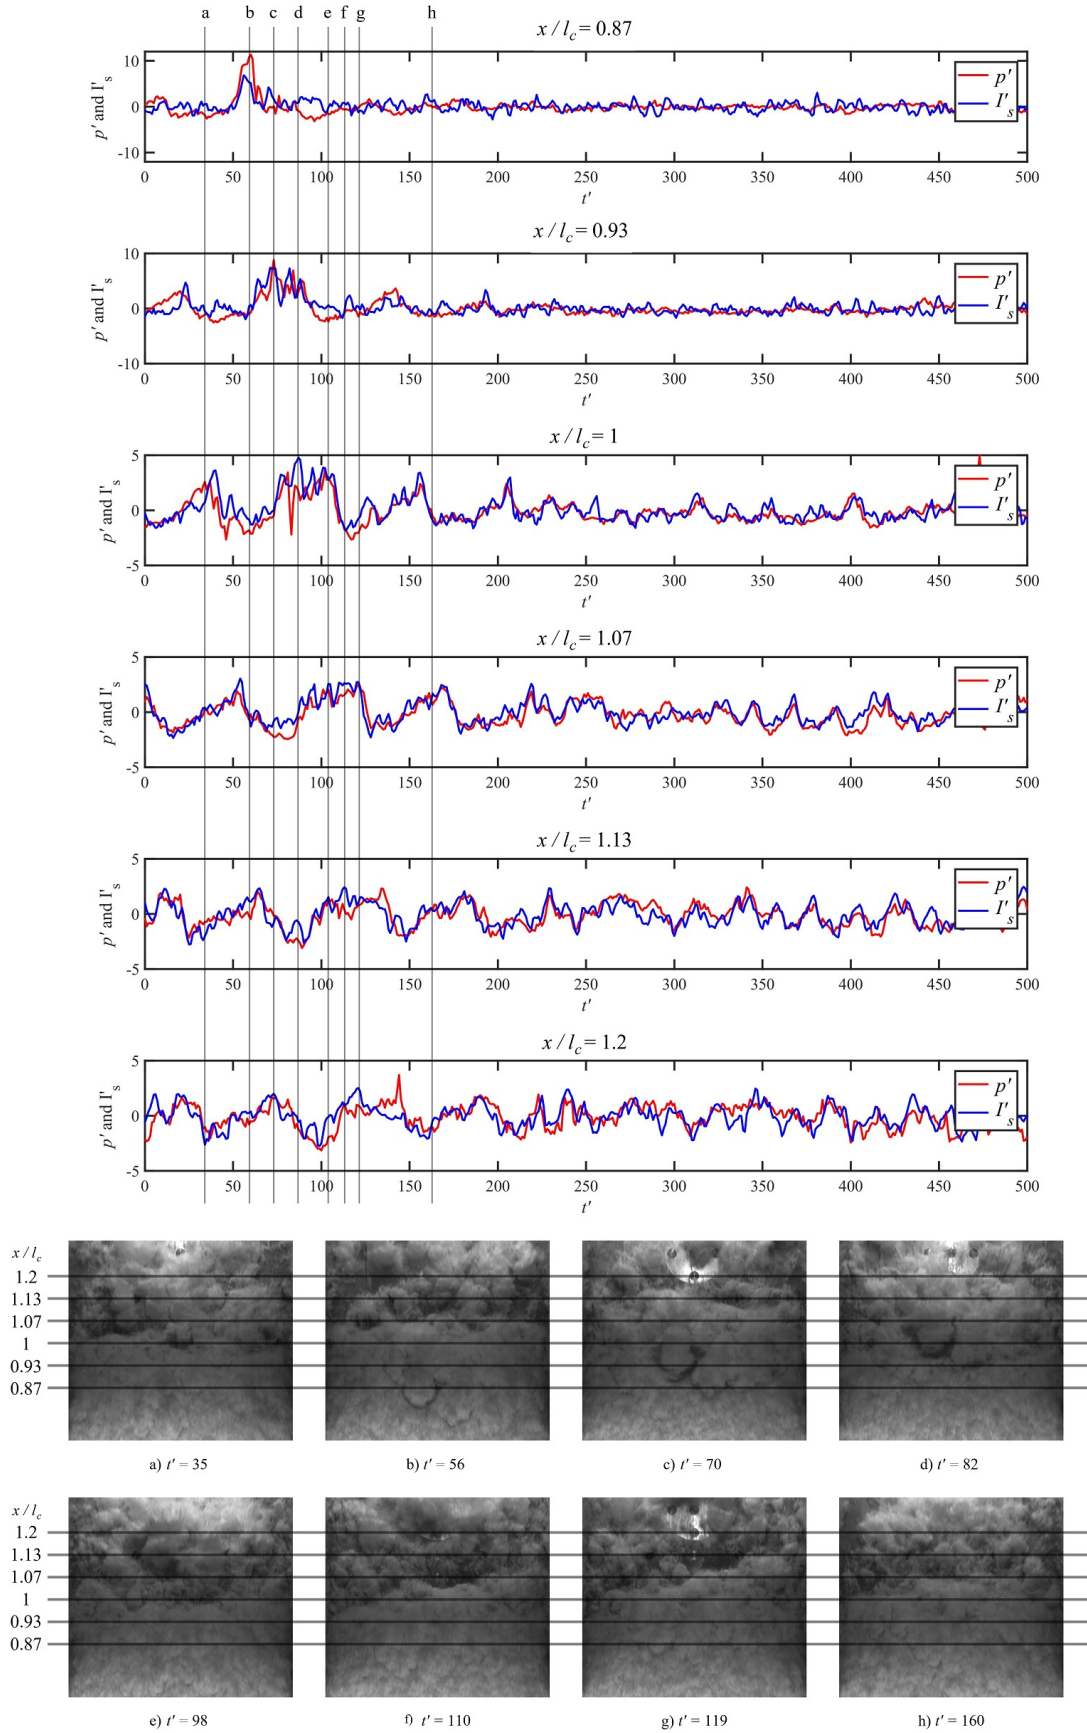 a b c d e f g h
x / l_c = 0.87
p' and I'_s
10
0
-10
p'
I'_s
0 50 100 150 200 250 300 350 400 450 500
t'
x / l_c = 0.93
p' and I'_s
10
0
-10
p'
I'_s
0 50 100 150 200 250 300 350 400 450 500
t'
x / l_c = 1
p' and I'_s
5
0
-5
p'
I'_s
0 50 100 150 200 250 300 350 400 450 500
t'
x / l_c = 1.07
p' and I'_s
5
0
-5
p'
I'_s
0 50 100 150 200 250 300 350 400 450 500
t'
x / l_c = 1.13
p' and I'_s
5
0
-5
p'
I'_s
0 50 100 150 200 250 300 350 400 450 500
t'
x / l_c = 1.2
p' and I'_s
5
0
-5
p'
I'_s
0 50 100 150 200 250 300 350 400 450 500
t'
x / l_c
1.2
1.13
1.07
1
0.93
0.87
a) t' = 35 b) t' = 56 c) t' = 70 d) t' = 82
x / l_c
1.2
1.13
1.07
1
0.93
0.87
e) t' = 98 f) t' = 110 g) t' = 119 h) t' = 160